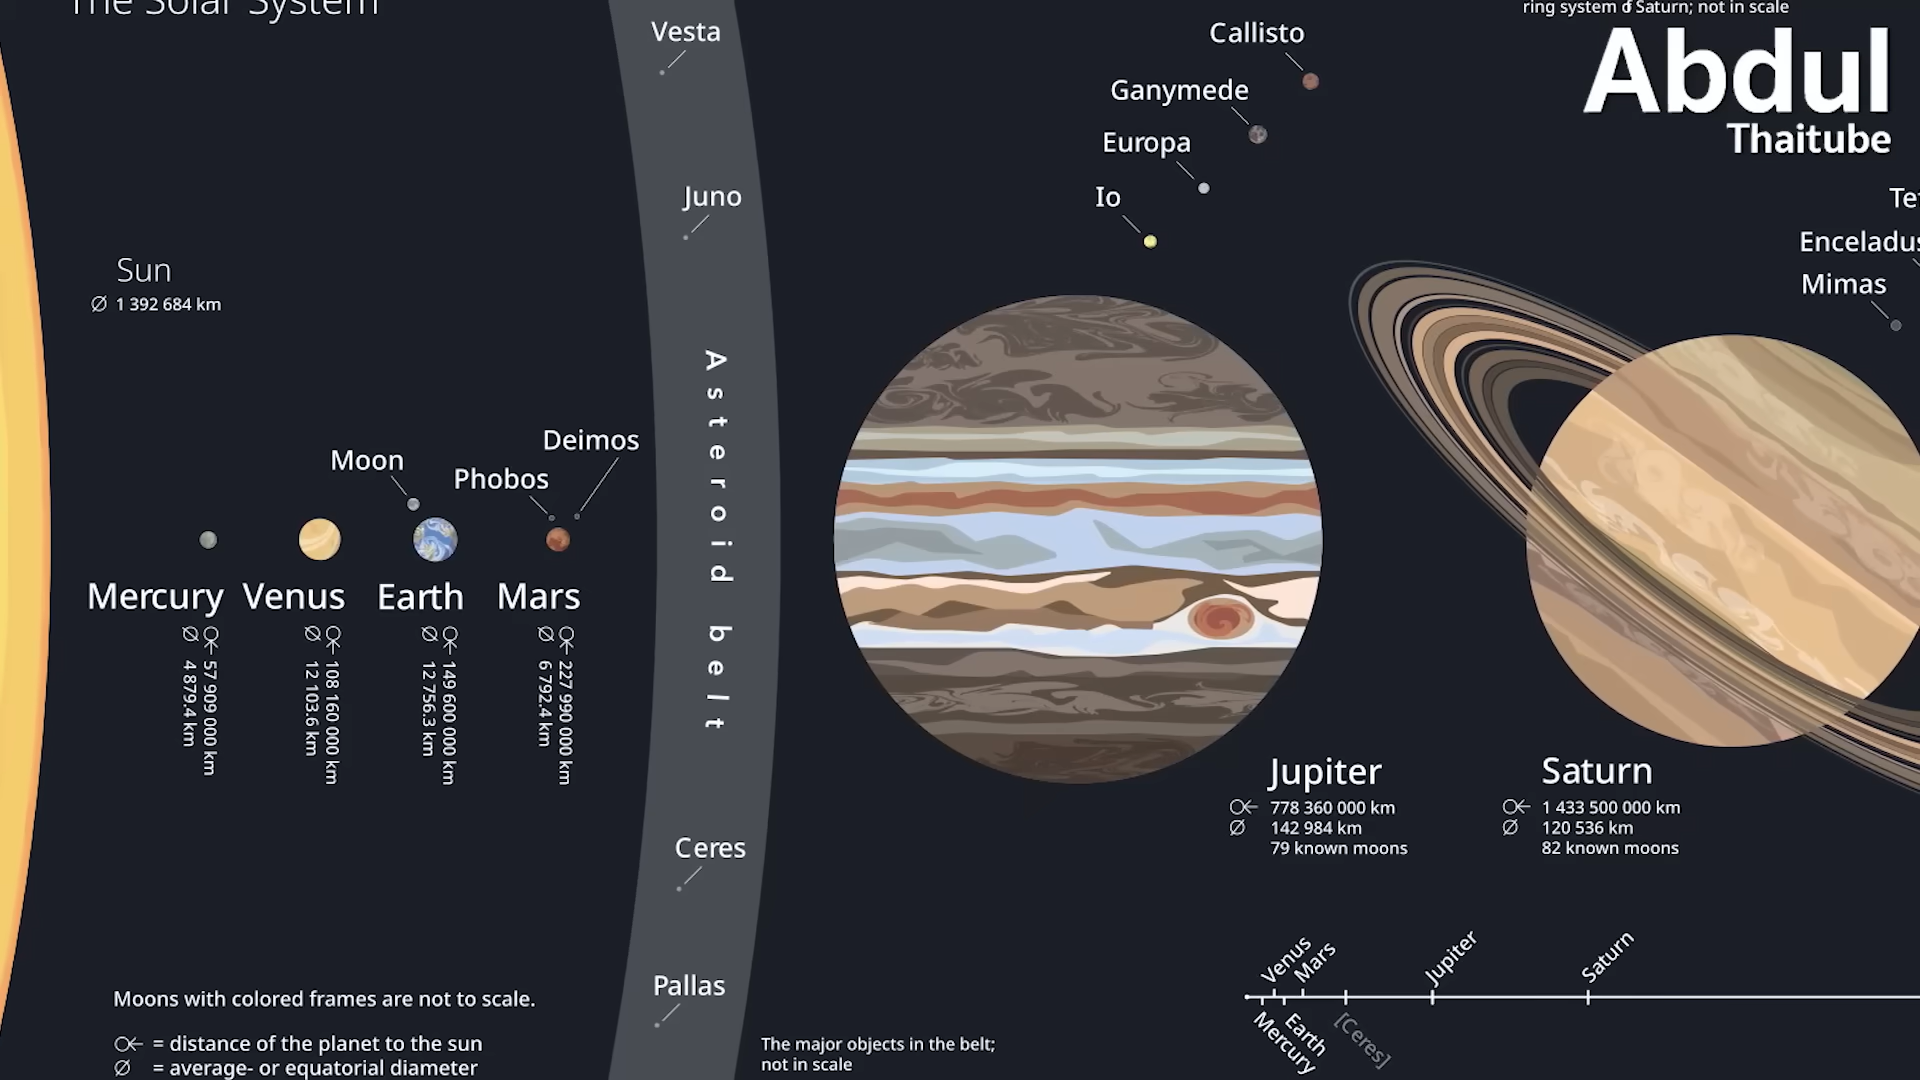 The Solar System
ring system of Saturn; not in scale
Abdul
Thaitube
Vesta
Callisto
Ganymede
Europa
Juno
Io
Enceladus
Mimas
Sun
Ø 1 392 684 km
Asteroid belt
Deimos
Moon
Phobos
Mercury
57 909 000 km
Ø 4 879.4 km
Venus
108 160 000 km
Ø 12 103.6 km
Earth
149 600 000 km
Ø 12 756.3 km
Mars
227 990 000 km
Ø 6 792.4 km
Jupiter
778 360 000 km
Ø 142 984 km
79 known moons
Saturn
1 433 500 000 km
Ø 120 536 km
82 known moons
Ceres
Pallas
Venus
Mars
Jupiter
Saturn
Mercury
Earth
[Ceres]
Moons with colored frames are not to scale.
= distance of the planet to the sun
Ø = average- or equatorial diameter
The major objects in the belt;
not in scale